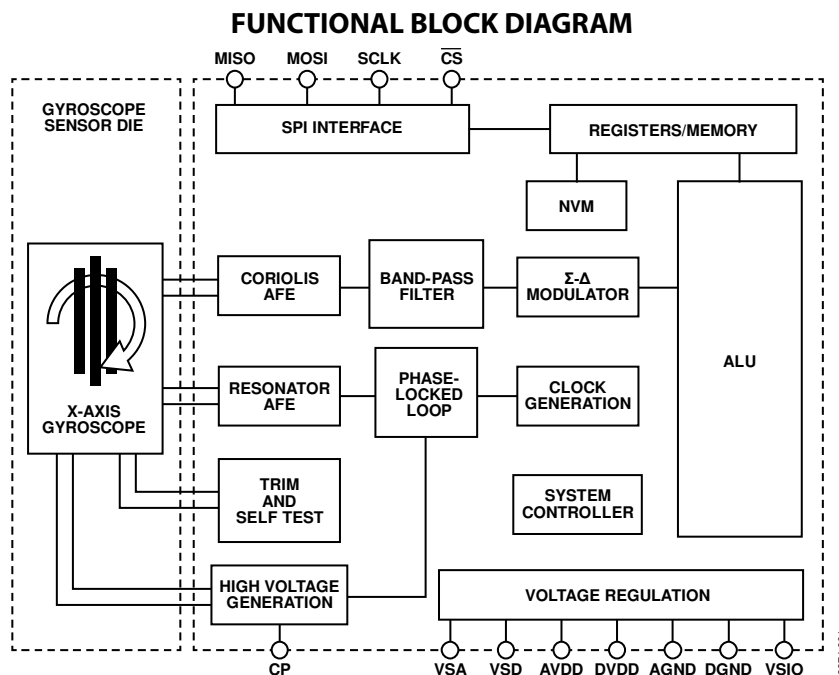 FUNCTIONAL BLOCK DIAGRAM
MISO MOSI SCLK CS
GYROSCOPE
SENSOR DIE
SPI INTERFACE
REGISTERS/MEMORY
NVM
CORIOLIS
AFE
BAND-PASS
FILTER
Σ-Δ
MODULATOR
ALU
X-AXIS
GYROSCOPE
RESONATOR
AFE
PHASE-
LOCKED
LOOP
CLOCK
GENERATION
TRIM
AND
SELF TEST
SYSTEM
CONTROLLER
HIGH VOLTAGE
GENERATION
VOLTAGE REGULATION
CP VSA VSD AVDD DVDD AGND DGND VSIO